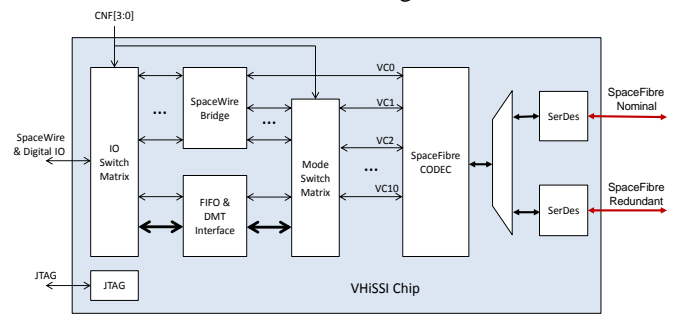 CNF[3:0]
VC0
SpaceFibre
Nominal
SpaceWire
Bridge
SerDes
...
...
VC1
SpaceWire
& Digital IO
IO
Switch
Matrix
VC2
SpaceFibre
CODEC
Mode
Switch
Matrix
...
SpaceFibre
Redundant
VC10
FIFO &
DMT
Interface
SerDes
JTAG
JTAG
VHiSSI Chip